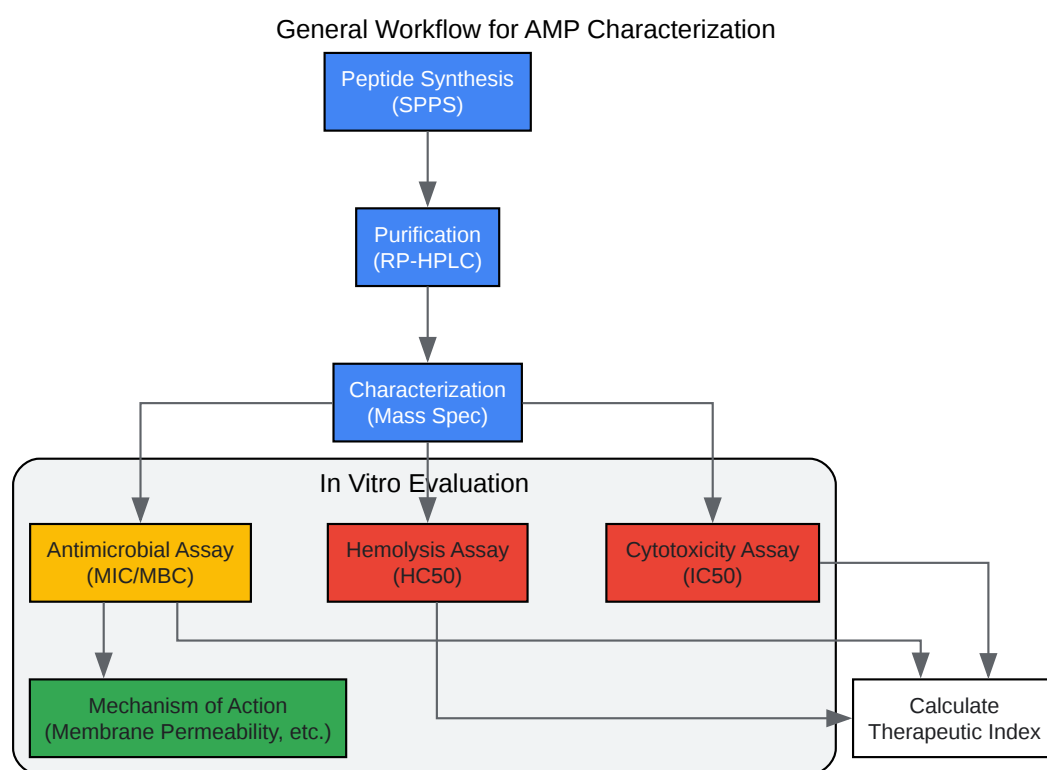 General Workflow for AMP Characterization
Peptide Synthesis
(SPPS)
Purification
(RP-HPLC)
Characterization
(Mass Spec)
In Vitro Evaluation
Antimicrobial Assay
(MIC/MBC)
Hemolysis Assay
(HC50)
Cytotoxicity Assay
(IC50)
Mechanism of Action
(Membrane Permeability, etc.)
Calculate
Therapeutic Index